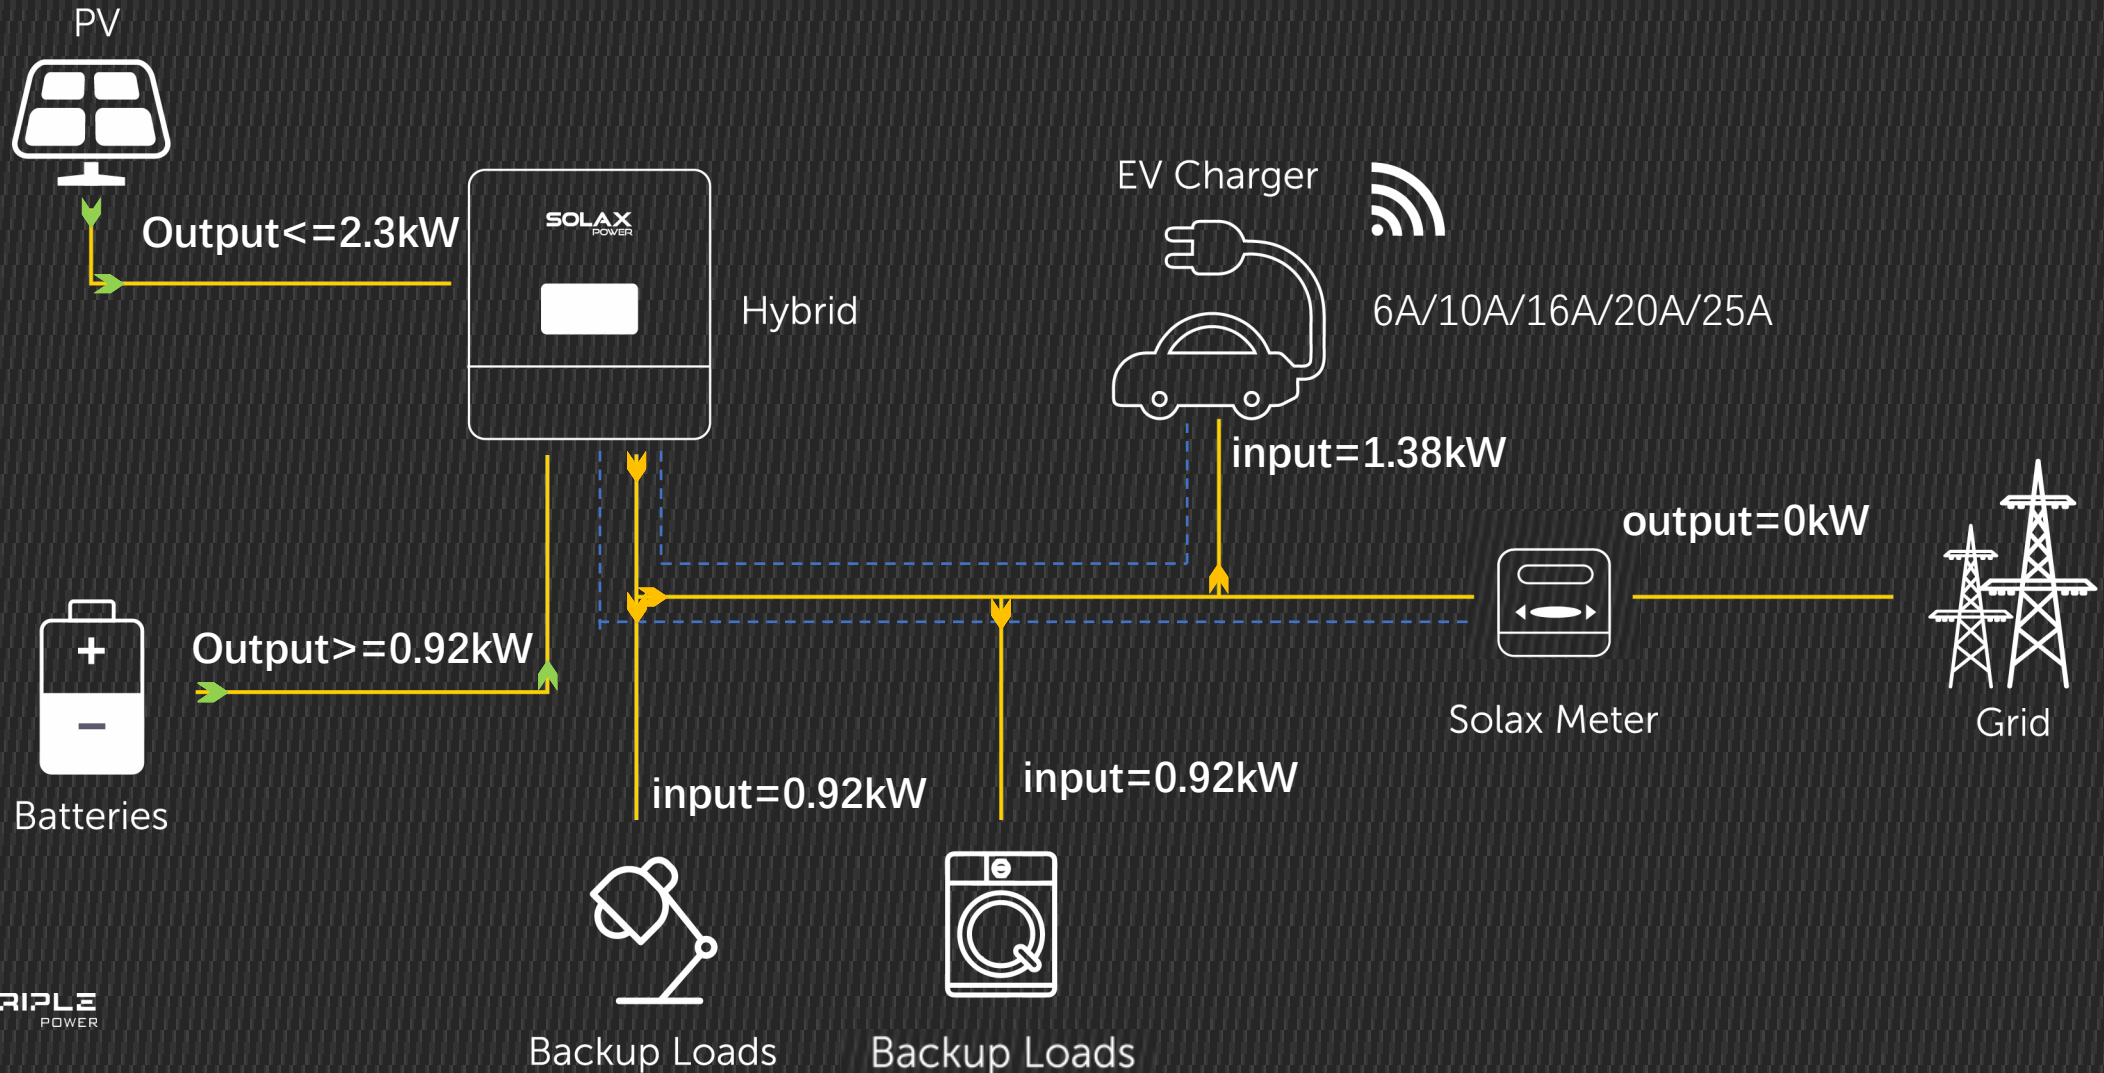 PV
Output<=2.3kW
SOLAX
POWER
Hybrid
EV Charger
6A/10A/16A/20A/25A
input=1.38kW
output=0kW
+
Output>=0.92kW
−
Solax Meter
Grid
input=0.92kW
input=0.92kW
Batteries
RIPLE
POWER
Backup Loads
Backup Loads